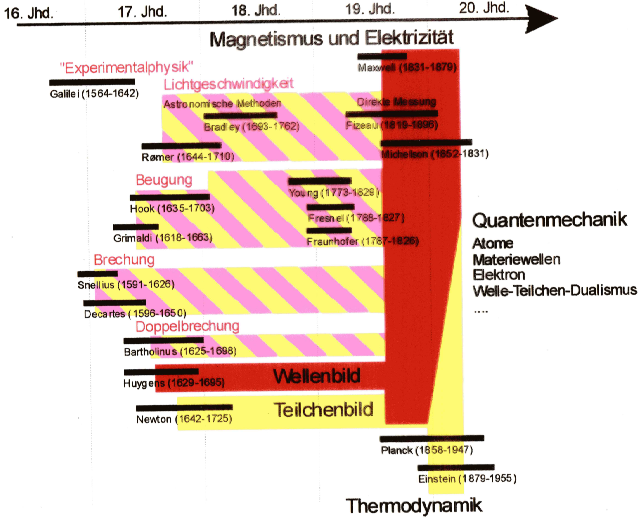 16. Jhd.
17. Jhd.
18. Jhd.
19. Jhd.
20. Jhd.
Magnetismus und Elektrizität
Maxwell (1831-1879)
"Experimentalphysik"
Galilei (1564-1642)
Lichtgeschwindigkeit
Astronomische Methoden
Direkte Messung
Bradley (1693-1762)
Fizeau (1819-1896)
Rømer (1644-1710)
Michelson (1852-1831)
Beugung
Young (1773-1829)
Hook (1635-1703)
Fresnel (1788-1827)
Grimaldi (1618-1663)
Fraunhofer (1787-1826)
Quantenmechanik
Atome
Materiewellen
Elektron
Welle-Teilchen-Dualismus
....
Brechung
Snellius (1591-1626)
Decartes (1596-1650)
Doppelbrechung
Bartholinus (1625-1698)
Huygens (1629-1695)
Wellenbild
Newton (1642-1725)
Teilchenbild
Planck (1858-1947)
Einstein (1879-1955)
Thermodynamik